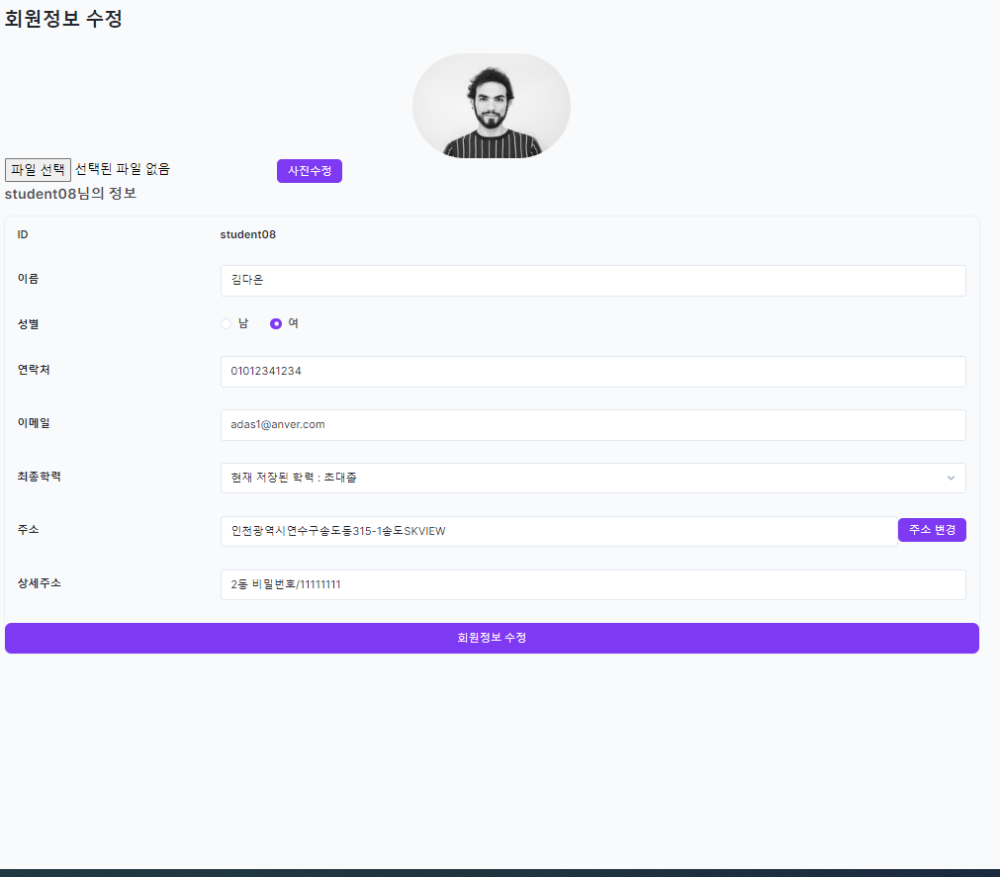 회원정보 수정
파일 선택 선택된 파일 없음 사진수정
student08님의 정보
ID student08
이름 김다온
성별 남 여
연락처 01012341234
이메일 adas1@anver.com
최종학력 현재 저장된 학력 : 초대졸
주소 인천광역시연수구송도동315-1송도SKVIEW 주소 변경
상세주소 2동 비밀번호/11111111
회원정보 수정